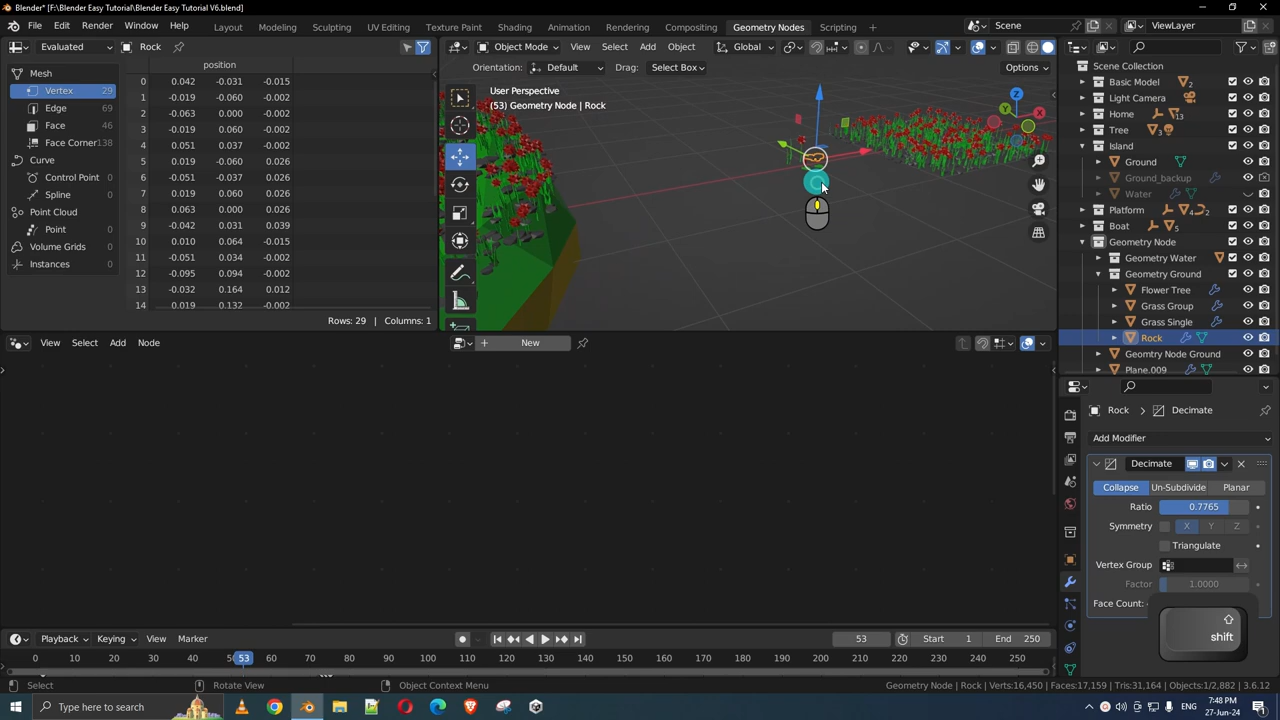 Blender* [F:\Blender Easy Tutorial\Blender Easy Tutorial V6.blend]
File Edit Render Window Help Layout Modeling Sculpting UV Editing Texture Paint Shading Animation Rendering Compositing Geometry Nodes Scripting Scene ViewLayer
Evaluated Rock
Object Mode View Select Add Object Global
position
Orientation: Default Drag: Select Box Options
Mesh
Vertex 29
Edge 69
Face 46
Face Corner 138
Curve
Control Point 0
Spline 0
Point Cloud
Point 0
Volume Grids 0
Instances 0
0 0.042 -0.031 -0.015
1 -0.019 -0.060 -0.002
2 -0.063 0.000 -0.002
3 -0.019 0.060 -0.002
4 0.051 0.037 -0.002
5 0.019 -0.060 0.026
6 -0.051 -0.037 0.026
7 0.019 0.060 0.026
8 0.063 0.000 0.026
9 -0.042 0.031 0.039
10 0.010 0.064 -0.015
11 -0.051 0.034 -0.002
12 -0.095 0.094 -0.002
13 -0.032 0.164 0.012
14 0.019 0.132 -0.002
Rows: 29 | Columns: 1
User Perspective
(53) Geometry Node | Rock
Z
Y
X
Scene Collection
Basic Model 2
Light Camera
Home 13
Tree 3
Island
Ground
Ground_backup
Water
Platform 4 2
Boat 5
Geometry Node
Geometry Water
Geometry Ground
Flower Tree
Grass Group
Grass Single
Rock
Geomtry Node Ground
Plane.009
View Select Add Node
New
Rock > Decimate
Add Modifier
Decimate
Collapse Un-Subdivide Planar
Ratio 0.7765
Symmetry X Y Z
Triangulate
Vertex Group
Factor 1.0000
Face Count:
shift
Playback Keying View Marker
53 Start 1 End 250
0 10 20 30 40 50 53 60 70 80 90 100 110 120 130 140 150 160 170 180 190 200 210 220 230 240 250
Select Rotate View Object Context Menu
Geometry Node | Rock | Verts:16,450 | Faces:17,159 | Tris:31,164 | Objects:1/2,882 | 3.6.12
Type here to search
7:48 PM
27-Jun-24